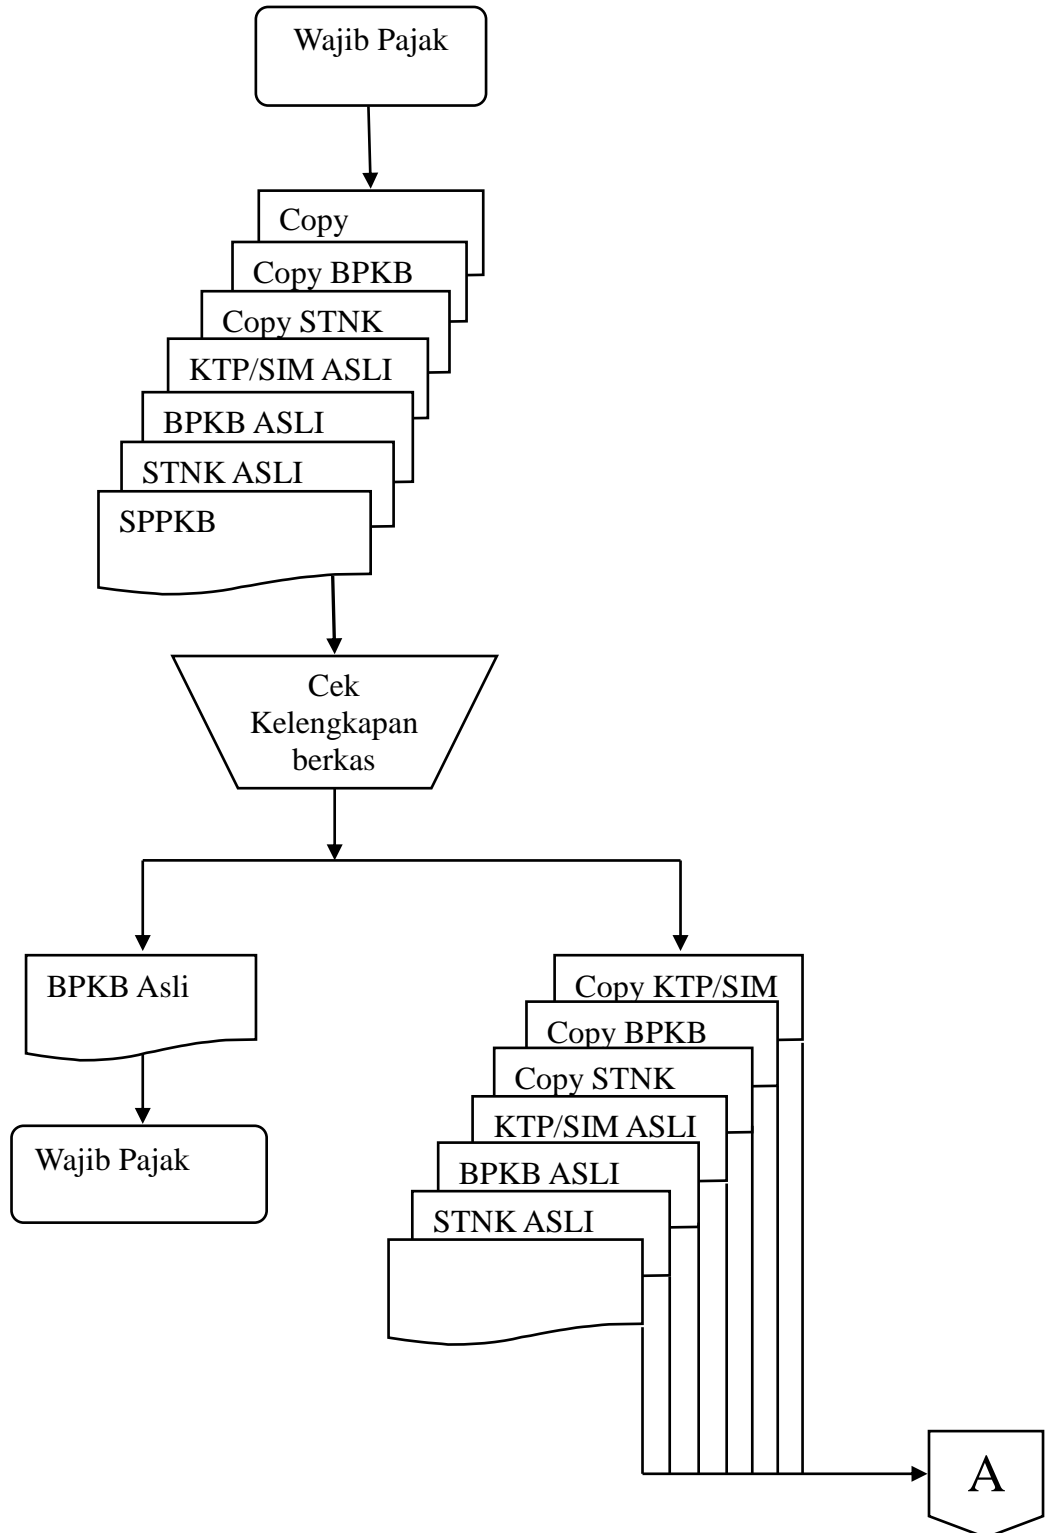 Wajib Pajak
Copy
Copy BPKB
Copy STNK
KTP/SIM ASLI
BPKB ASLI
STNK ASLI
SPPKB
Cek
Kelengkapan
berkas
BPKB Asli
Wajib Pajak
Copy KTP/SIM
Copy BPKB
Copy STNK
KTP/SIM ASLI
BPKB ASLI
STNK ASLI
A